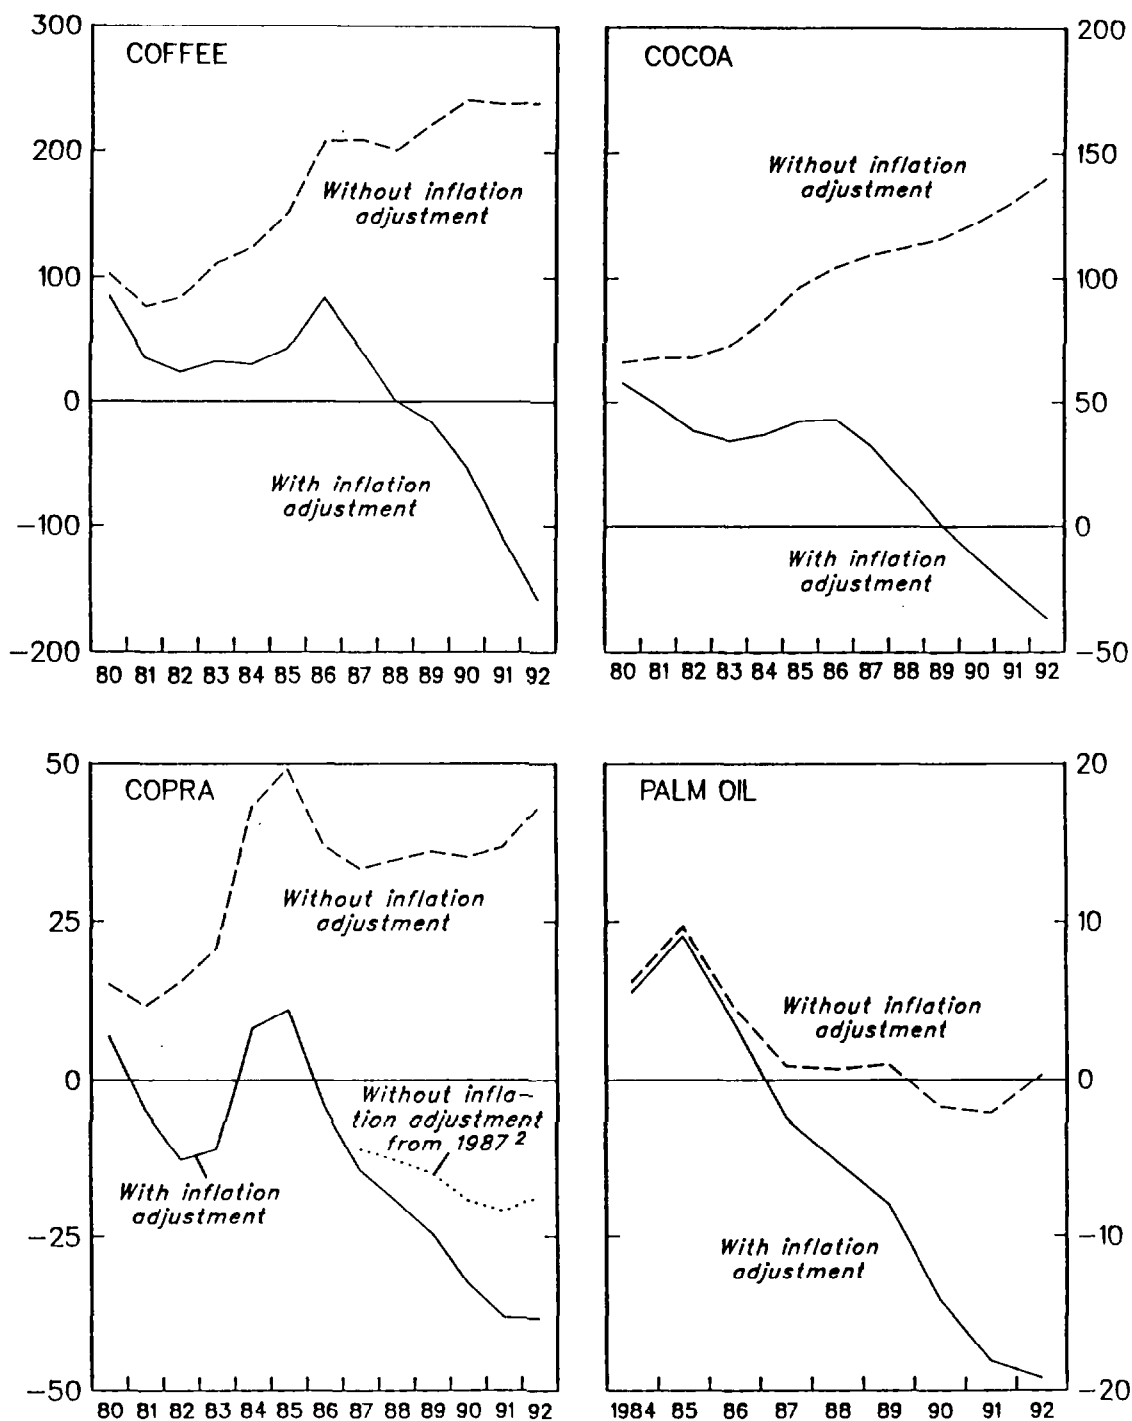 300
200
100
0
−100
−200
COFFEE
Without inflation
adjustment
With inflation
adjustment
80 81 82 83 84 85 86 87 88 89 90 91 92
COCOA
Without inflation
adjustment
With inflation
adjustment
200
150
100
50
0
−50
80 81 82 83 84 85 86 87 88 89 90 91 92
50
25
0
−25
−50
COPRA
Without inflation
adjustment
Without infla–
tion adjustment
from 1987 2
With inflation
adjustment
80 81 82 83 84 85 86 87 88 89 90 91 92
PALM OIL
Without inflation
adjustment
With inflation
adjustment
20
10
0
−10
−20
1984 85 86 87 88 89 90 91 92